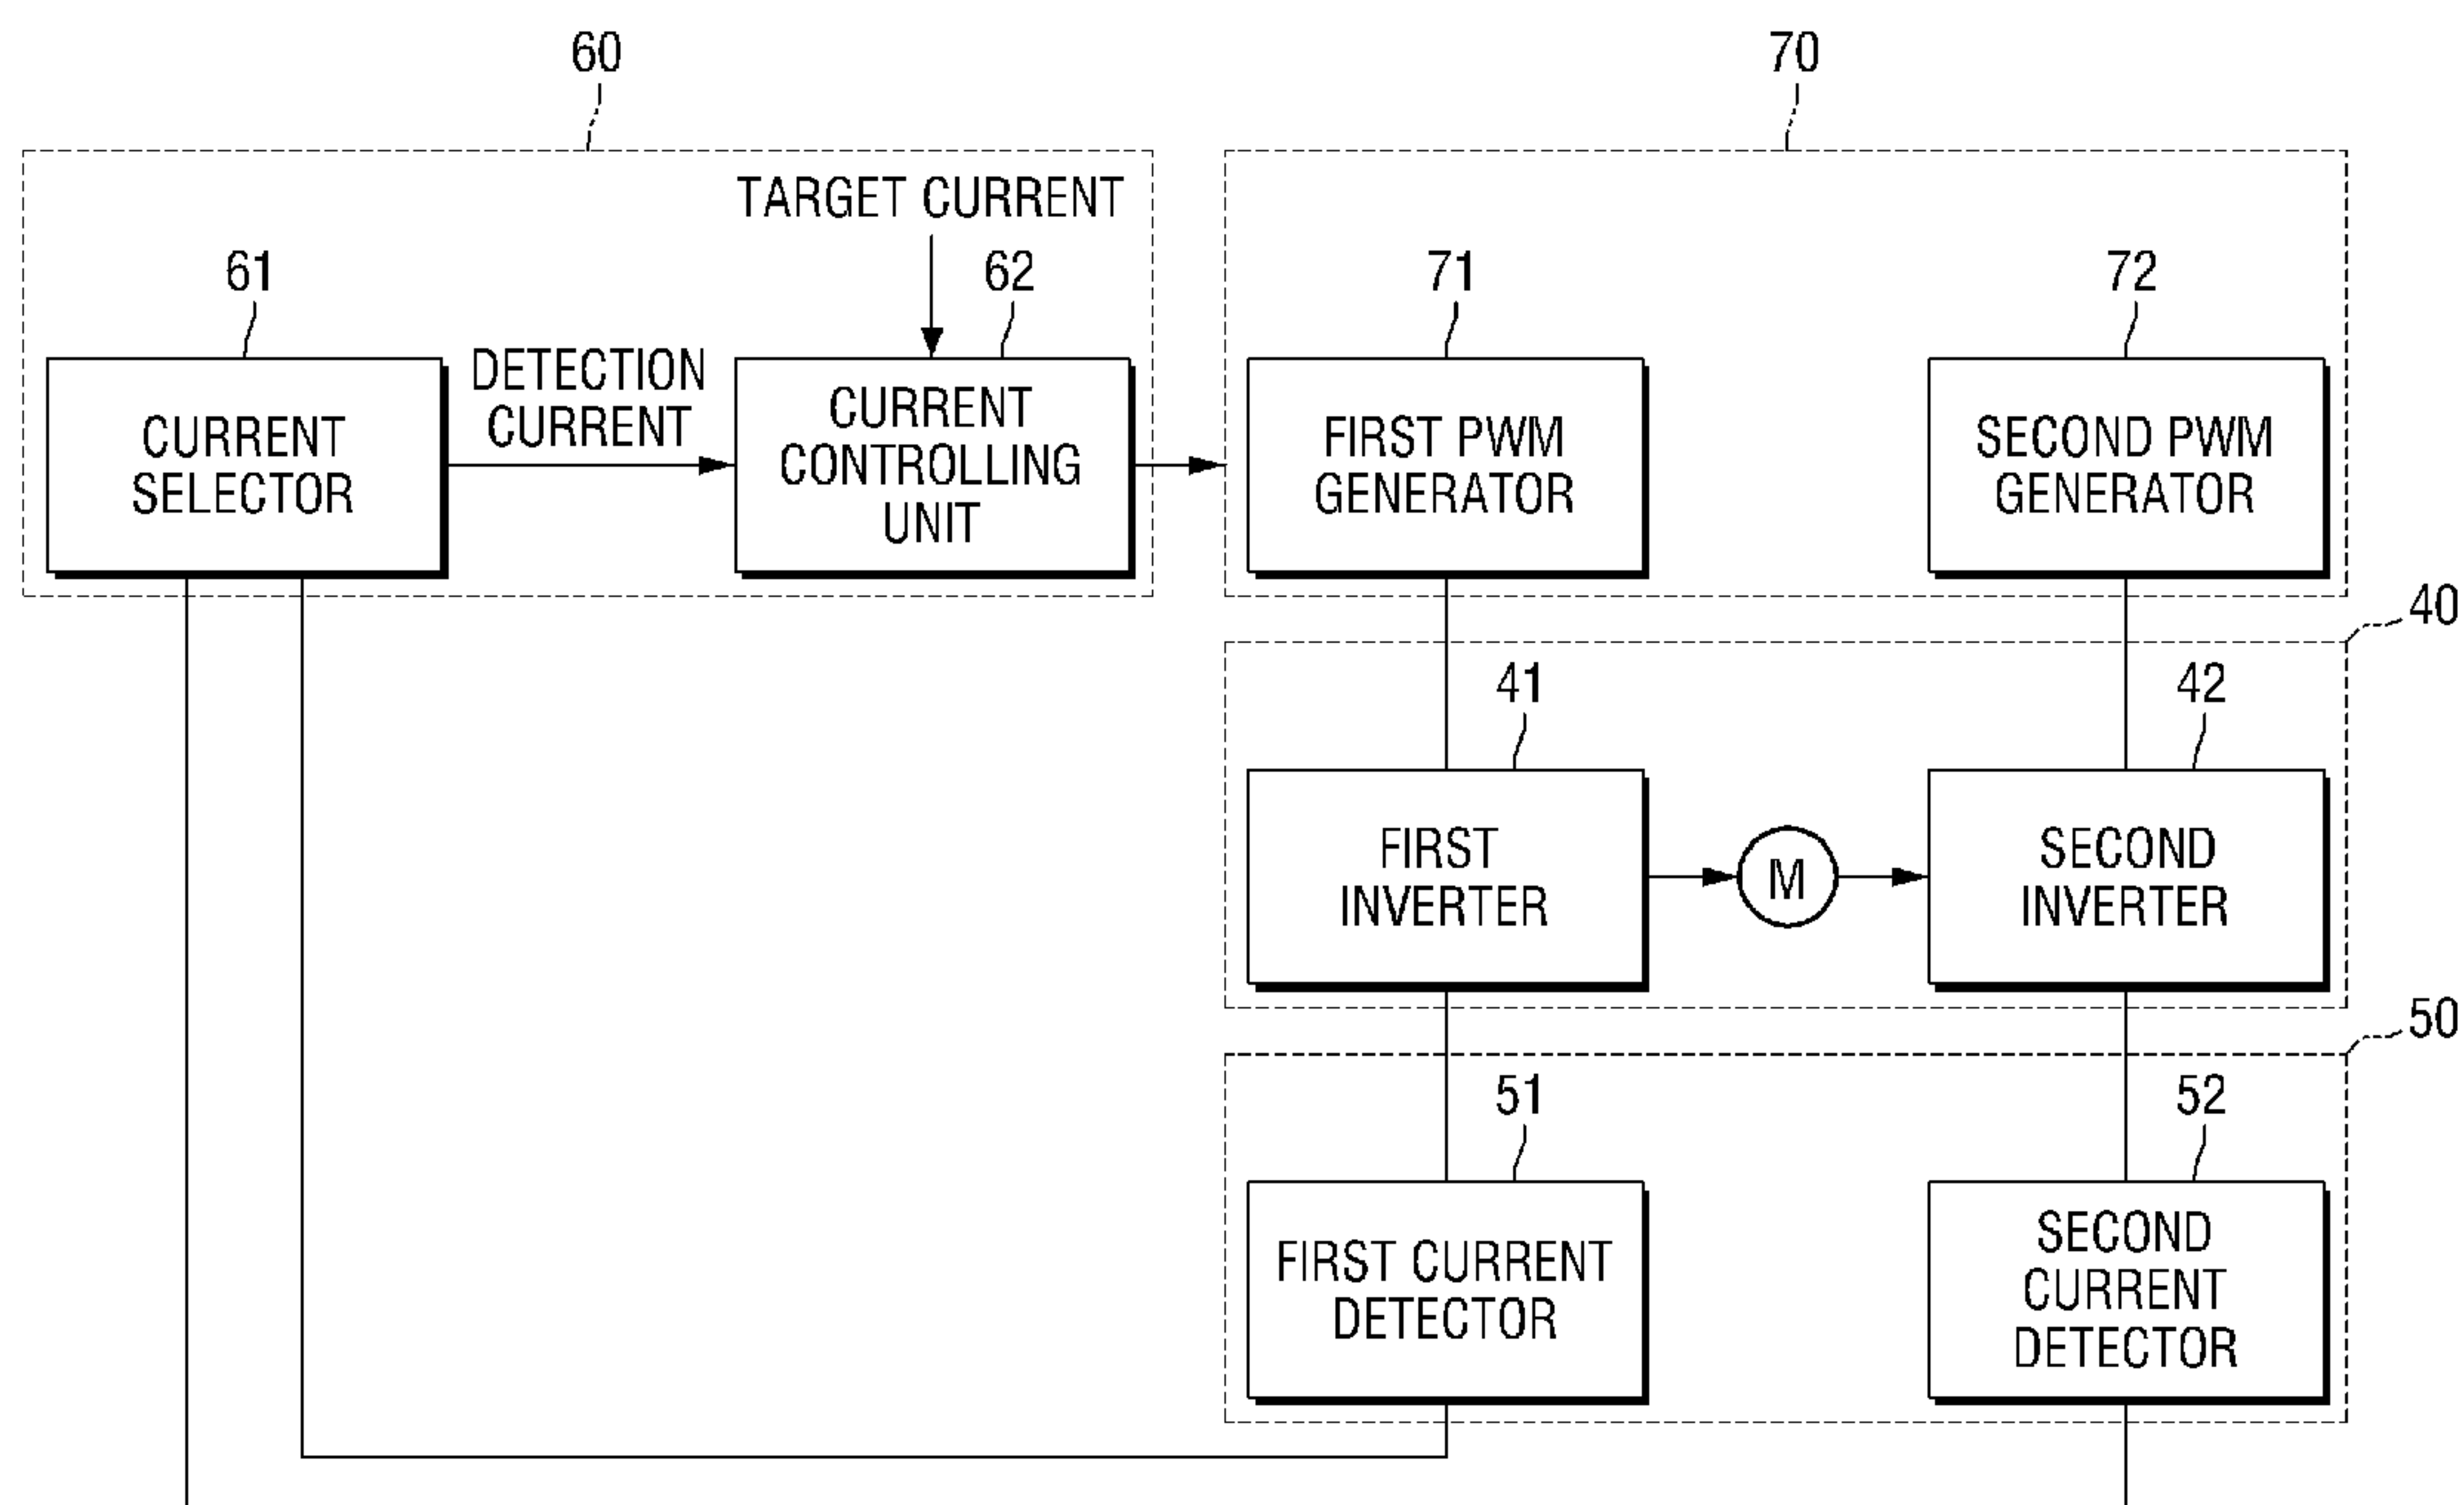 60
70
TARGET CURRENT
61
62
71
72
CURRENT
SELECTOR
DETECTION
CURRENT
CURRENT
CONTROLLING
UNIT
FIRST PWM
GENERATOR
SECOND PWM
GENERATOR
40
41
42
FIRST
INVERTER
M
SECOND
INVERTER
50
51
52
FIRST CURRENT
DETECTOR
SECOND
CURRENT
DETECTOR